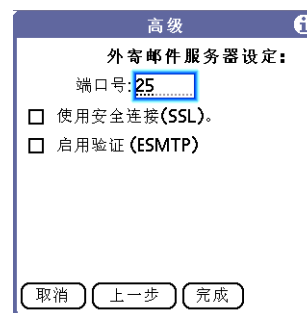 高级
外寄邮件服务器设定:
端口号:25
使用安全连接(SSL)。
启用验证 (ESMTP)
取消 上一步 完成